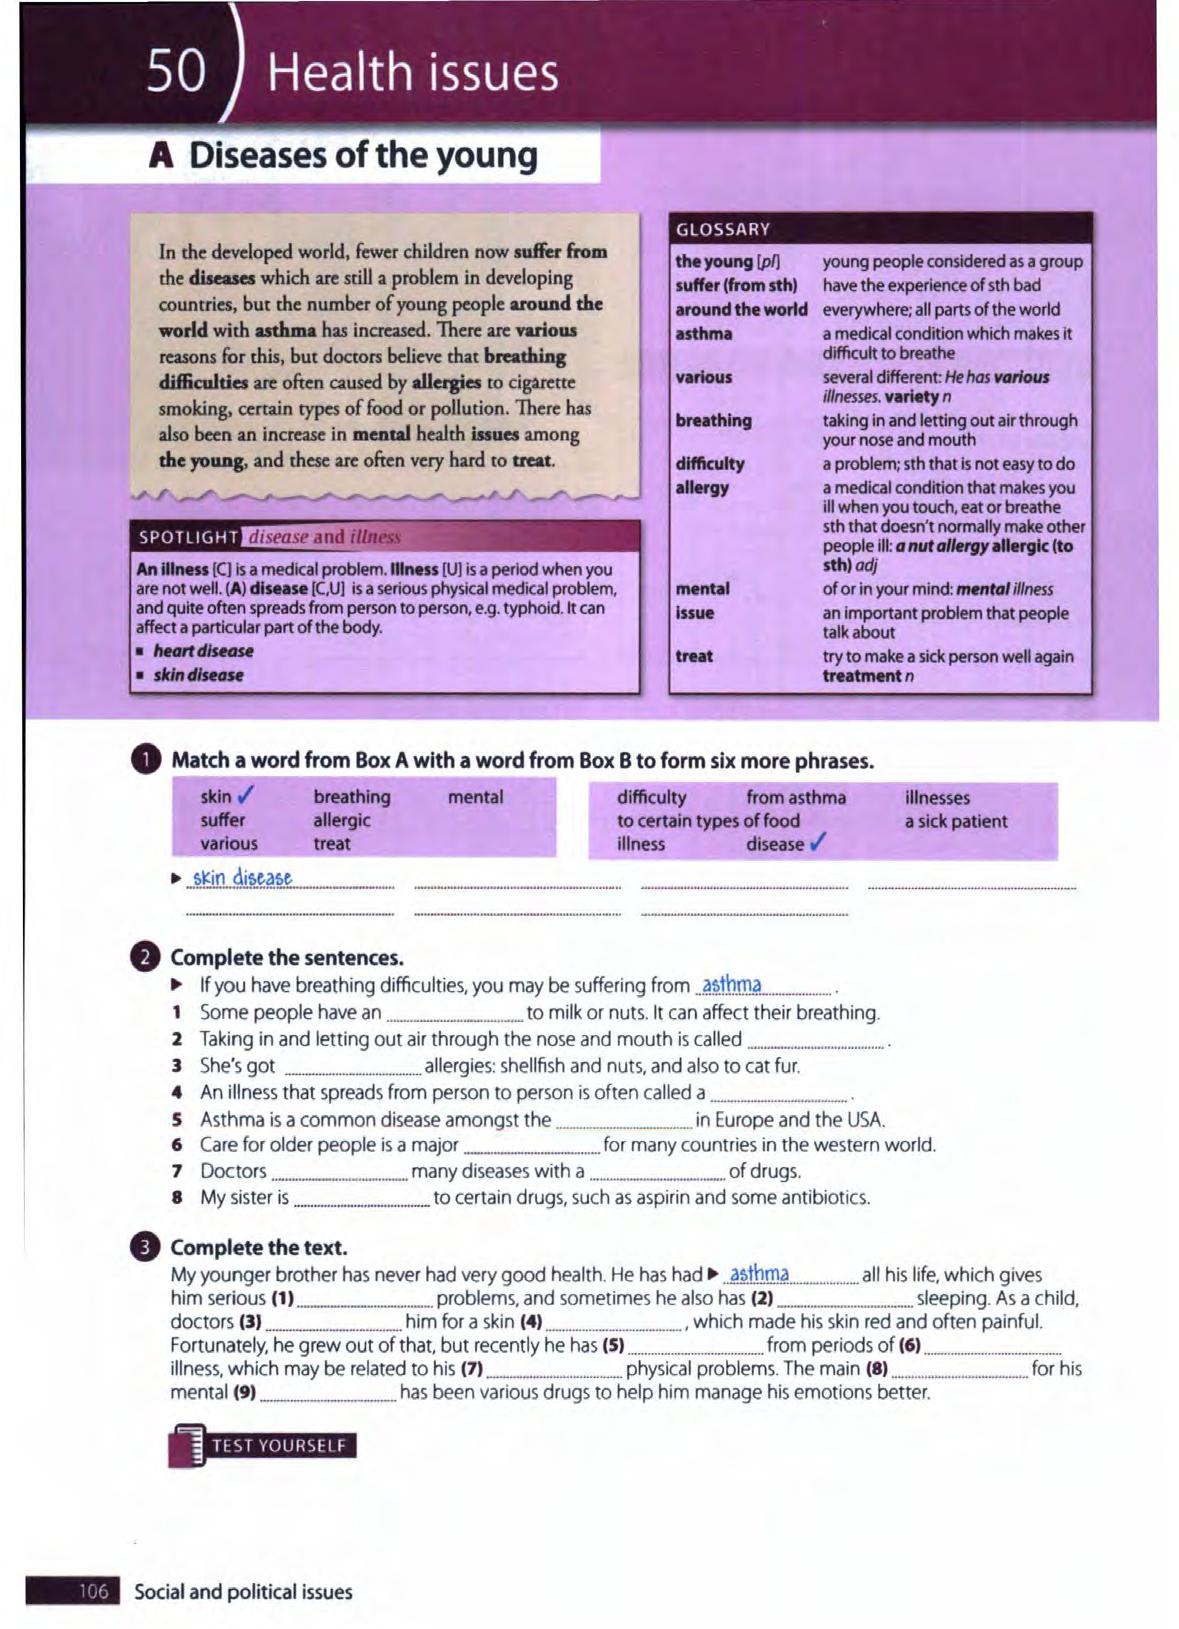 50 Health issues
A Diseases of the young
In the developed world, fewer children now suffer from
the diseases which are still a problem in developing
countries, but the number of young people around the
world with asthma has increased. There are various
reasons for this, but doctors believe that breathing
difficulties are often caused by allergies to cigarette
smoking, certain types of food or pollution. There has
also been an increase in mental health issues among
the young, and these are often very hard to treat.
SPOTLIGHT disease and illness
An illness [C] is a medical problem. Illness [U] is a period when you
are not well. (A) disease [C,U] is a serious physical medical problem,
and quite often spreads from person to person, e.g. typhoid. It can
affect a particular part of the body.
▪ heart disease
▪ skin disease
GLOSSARY
the young [pl] young people considered as a group
suffer (from sth) have the experience of sth bad
around the world everywhere; all parts of the world
asthma a medical condition which makes it
difficult to breathe
various several different: He has various
illnesses. variety n
breathing taking in and letting out air through
your nose and mouth
difficulty a problem; sth that is not easy to do
allergy a medical condition that makes you
ill when you touch, eat or breathe
sth that doesn't normally make other
people ill: a nut allergy allergic (to
sth) adj
mental of or in your mind: mental illness
issue an important problem that people
talk about
treat try to make a sick person well again
treatment n
1 Match a word from Box A with a word from Box B to form six more phrases.
skin ✓ breathing mental
suffer allergic
various treat
difficulty from asthma illnesses
to certain types of food a sick patient
illness disease ✓
▶ skin disease
2 Complete the sentences.
▶ If you have breathing difficulties, you may be suffering from asthma .
1 Some people have an to milk or nuts. It can affect their breathing.
2 Taking in and letting out air through the nose and mouth is called .
3 She's got allergies: shellfish and nuts, and also to cat fur.
4 An illness that spreads from person to person is often called a .
5 Asthma is a common disease amongst the in Europe and the USA.
6 Care for older people is a major for many countries in the western world.
7 Doctors many diseases with a of drugs.
8 My sister is to certain drugs, such as aspirin and some antibiotics.
3 Complete the text.
My younger brother has never had very good health. He has had ▶ asthma all his life, which gives
him serious (1) problems, and sometimes he also has (2) sleeping. As a child,
doctors (3) him for a skin (4) , which made his skin red and often painful.
Fortunately, he grew out of that, but recently he has (5) from periods of (6)
illness, which may be related to his (7) physical problems. The main (8) for his
mental (9) has been various drugs to help him manage his emotions better.
TEST YOURSELF
106 Social and political issues